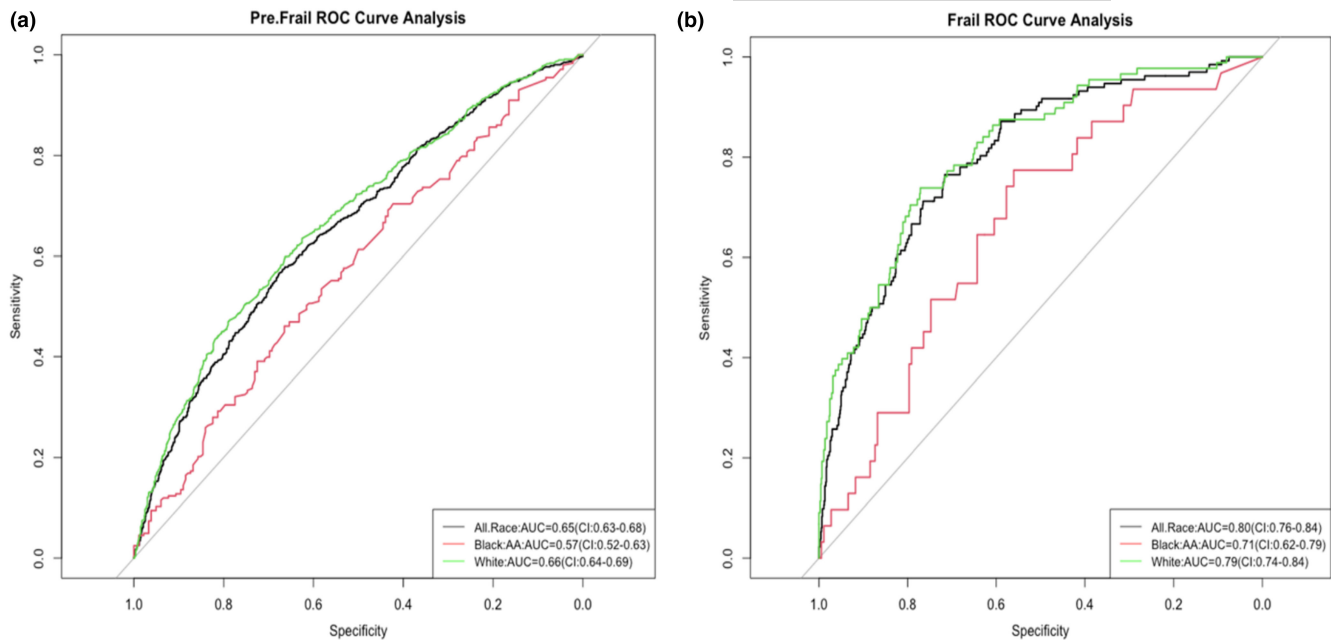 (a)
Pre.Frail ROC Curve Analysis
1.0
0.8
0.6
0.4
0.2
0.0
Sensitivity
All.Race:AUC=0.65(CI:0.63-0.68)
Black:AA:AUC=0.57(CI:0.52-0.63)
White:AUC=0.66(CI:0.64-0.69)
1.0 0.8 0.6 0.4 0.2 0.0
Specificity
(b)
Frail ROC Curve Analysis
1.0
0.8
0.6
0.4
0.2
0.0
Sensitivity
All.Race:AUC=0.80(CI:0.76-0.84)
Black:AA:AUC=0.71(CI:0.62-0.79)
White:AUC=0.79(CI:0.74-0.84)
1.0 0.8 0.6 0.4 0.2 0.0
Specificity